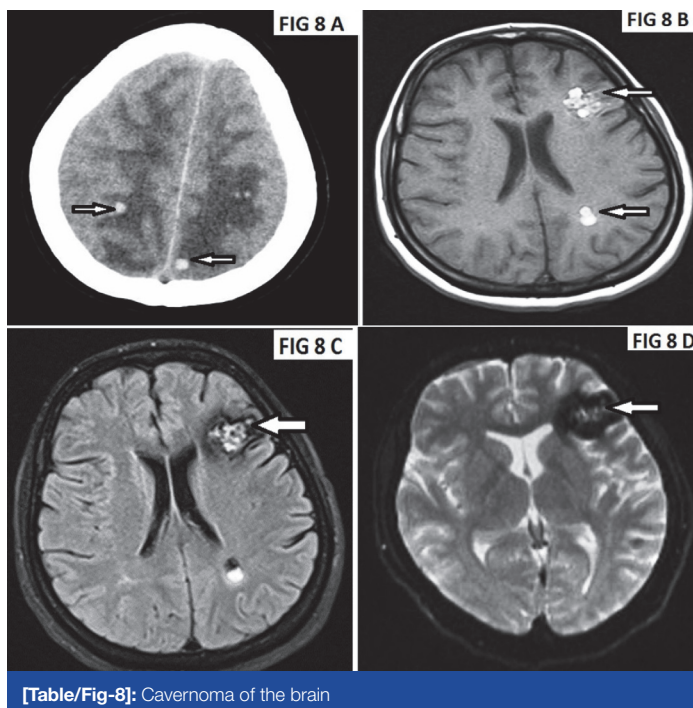 FIG 8 A
FIG 8 B
FIG 8 C
FIG 8 D
[Table/Fig-8]: Cavernoma of the brain